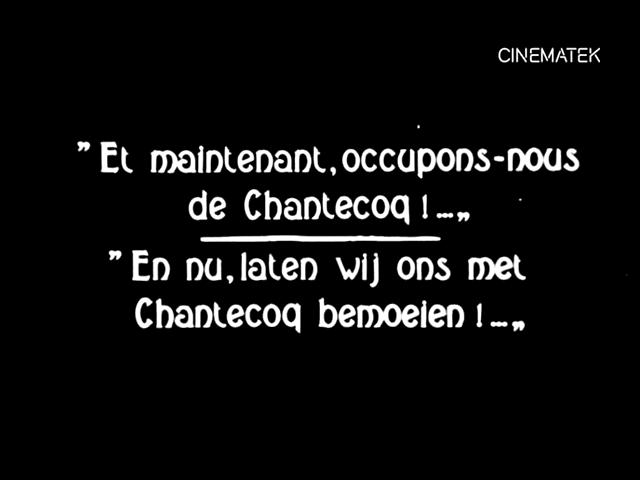 CINEMATEK
”Et maintenant, occupons-nous
de Chantecoq !...„
”En nu, laten wij ons met
Chantecoq bemoeien !...„